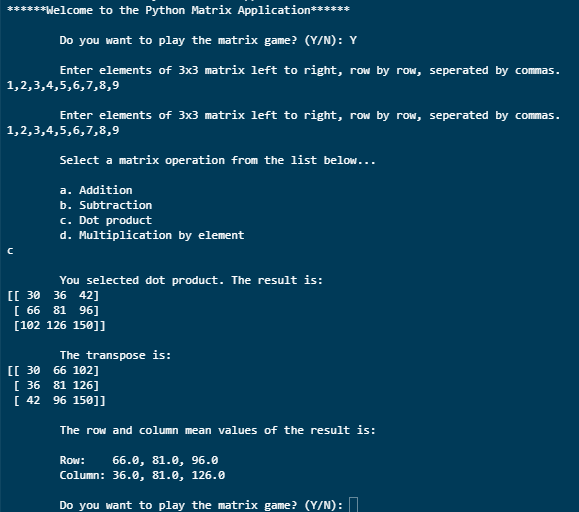 ******Welcome to the Python Matrix Application******
Do you want to play the matrix game? (Y/N): Y
Enter elements of 3x3 matrix left to right, row by row, seperated by commas.
1,2,3,4,5,6,7,8,9
Enter elements of 3x3 matrix left to right, row by row, seperated by commas.
1,2,3,4,5,6,7,8,9
Select a matrix operation from the list below...
a. Addition
b. Subtraction
c. Dot product
d. Multiplication by element
c
You selected dot product. The result is:
[[ 30  36  42]
 [ 66  81  96]
 [102 126 150]]
The transpose is:
[[ 30  66 102]
 [ 36  81 126]
 [ 42  96 150]]
The row and column mean values of the result is:
Row:    66.0, 81.0, 96.0
Column: 36.0, 81.0, 126.0
Do you want to play the matrix game? (Y/N):